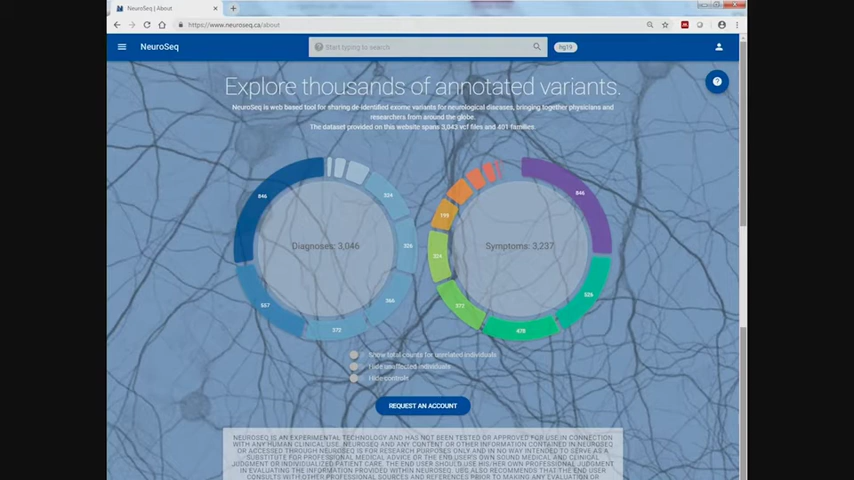 NeuroSeq | About
https://www.neuroseq.ca/about
NeuroSeq
Start typing to search
hg19
Explore thousands of annotated variants.
NeuroSeq is web based tool for sharing de-identified exome variants for neurological diseases, bringing together physicians and
researchers from around the globe.
The dataset provided on this website spans 3,043 vcf files and 401 families.
846
324
326
366
372
557
Diagnoses: 3,046
846
526
478
372
324
199
Symptoms: 3,237
Show total counts for unrelated individuals
Hide unaffected individuals
Hide controls
REQUEST AN ACCOUNT
NEUROSEQ IS AN EXPERIMENTAL TECHNOLOGY AND HAS NOT BEEN TESTED OR APPROVED FOR USE IN CONNECTION
WITH ANY HUMAN CLINICAL USE. NEUROSEQ AND ANY CONTENT OR OTHER INFORMATION CONTAINED IN NEUROSEQ
OR ACCESSED THROUGH NEUROSEQ IS FOR RESEARCH PURPOSES ONLY AND IN NO WAY INTENDED TO SERVE AS A
SUBSTITUTE FOR PROFESSIONAL MEDICAL ADVICE OR THE END USER'S OWN SOUND MEDICAL AND CLINICAL
JUDGMENT OR INDIVIDUALIZED PATIENT CARE. THE END USER SHOULD USE HIS/HER OWN PROFESSIONAL JUDGMENT
IN EVALUATING THE INFORMATION PROVIDED WITHIN NEUROSEQ. UBC ALSO RECOMMENDS THAT THE END USER
CONSULTS WITH OTHER PROFESSIONAL SOURCES AND REFERENCES PRIOR TO MAKING ANY EVALUATION OR